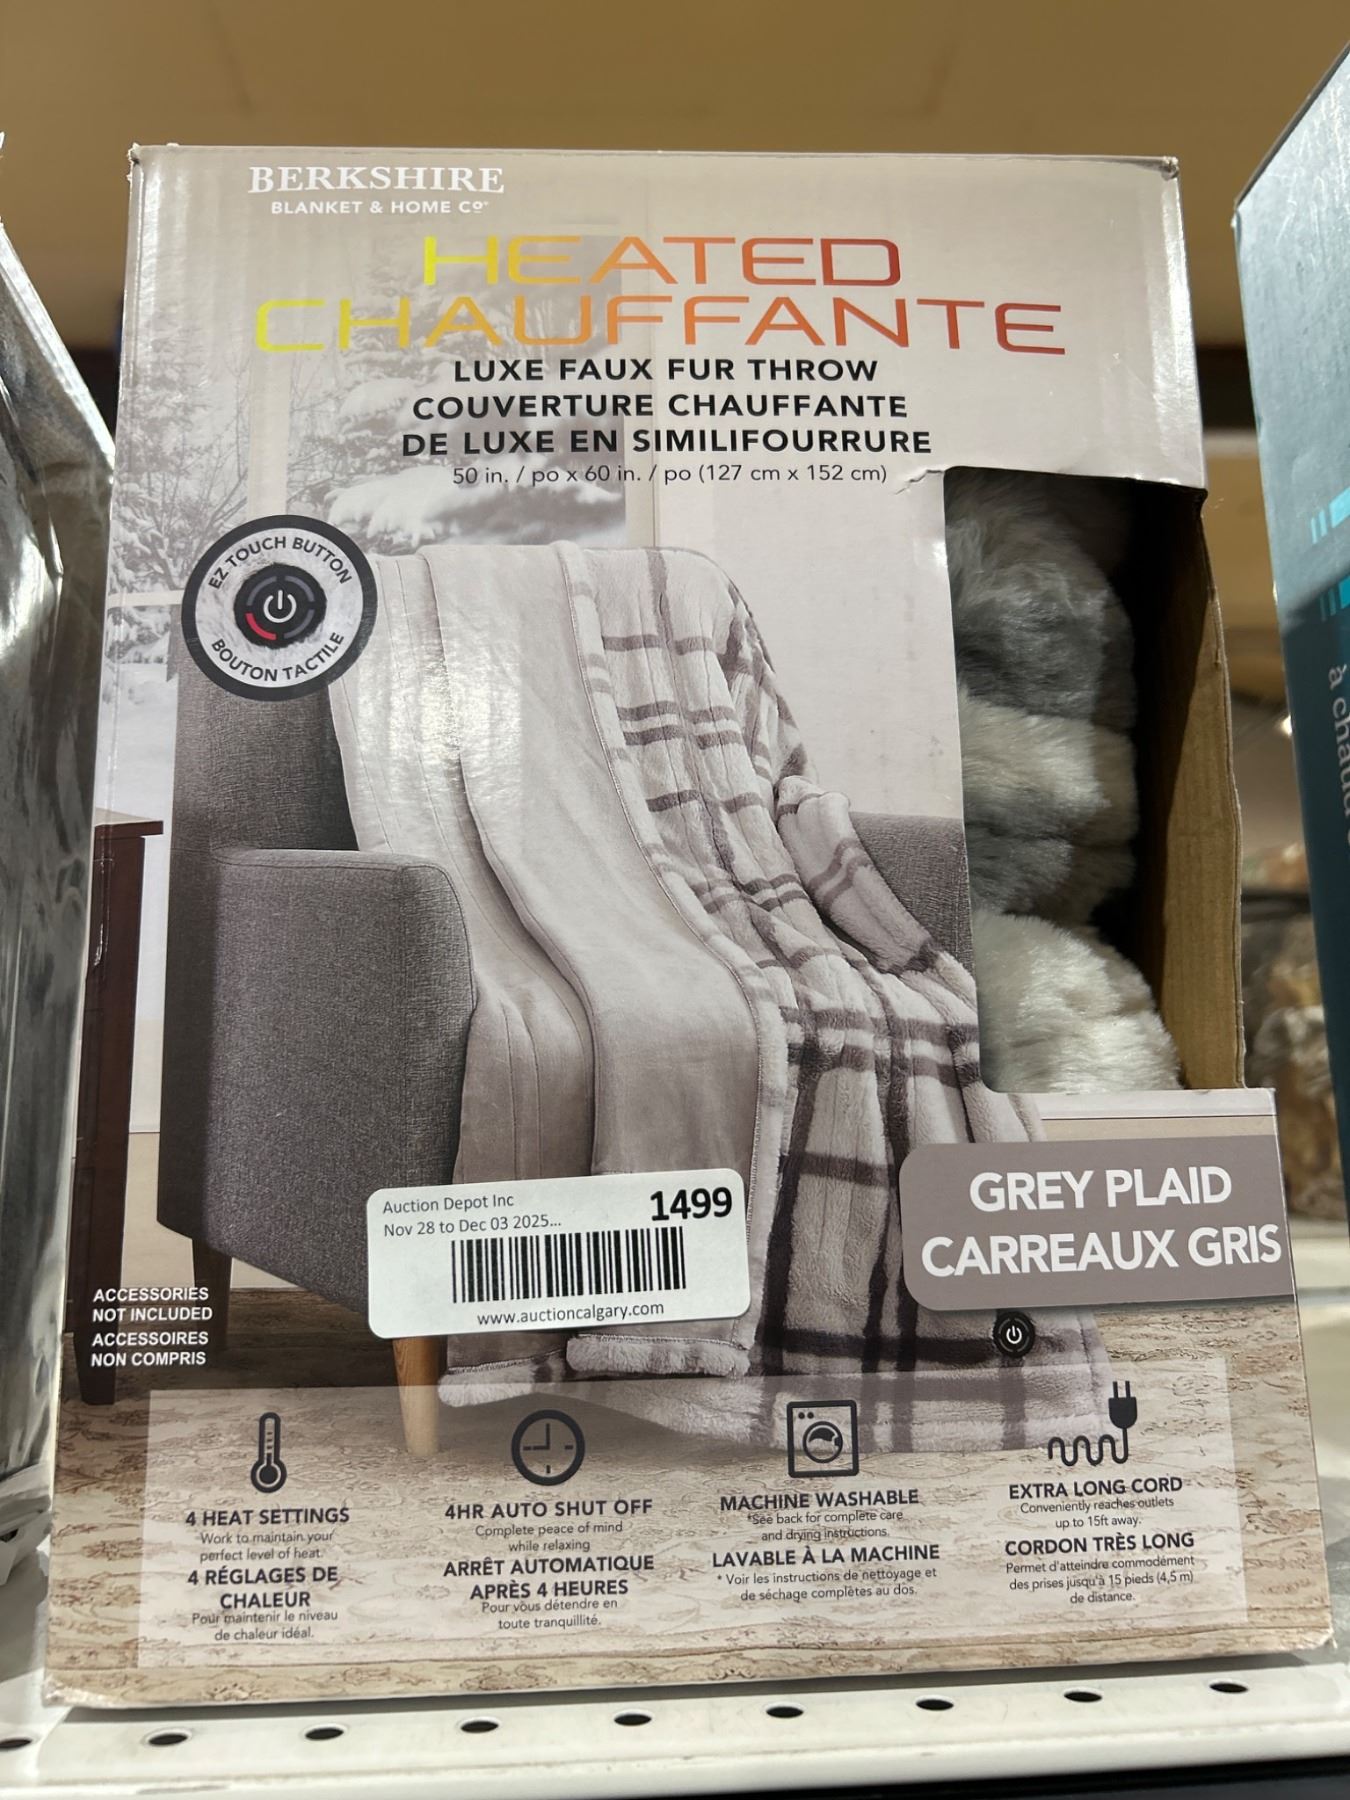 BERKSHIRE
BLANKET & HOME Cº
HEATED
CHAUFFANTE
LUXE FAUX FUR THROW
COUVERTURE CHAUFFANTE
DE LUXE EN SIMILIFOURRURE
50 in. / po x 60 in. / po (127 cm x 152 cm)
EZ TOUCH BUTTON
BOUTON TACTILE
à chaleur
GREY PLAID
CARREAUX GRIS
Auction Depot Inc
1499
Nov 28 to Dec 03 2025...
www.auctioncalgary.com
ACCESSORIES
NOT INCLUDED
ACCESSOIRES
NON COMPRIS
4 HEAT SETTINGS
Work to maintain your
perfect level of heat.
4 RÉGLAGES DE
CHALEUR
Pour maintenir le niveau
de chaleur idéal.
4HR AUTO SHUT OFF
Complete peace of mind
while relaxing
ARRÊT AUTOMATIQUE
APRÈS 4 HEURES
Pour vous détendre en
toute tranquillité.
MACHINE WASHABLE
*See back for complete care
and drying instructions.
LAVABLE À LA MACHINE
* Voir les instructions de nettoyage et
de séchage complètes au dos.
EXTRA LONG CORD
Conveniently reaches outlets
up to 15ft away.
CORDON TRÈS LONG
Permet d'atteindre commodément
des prises jusqu'à 15 pieds (4,5 m)
de distance.